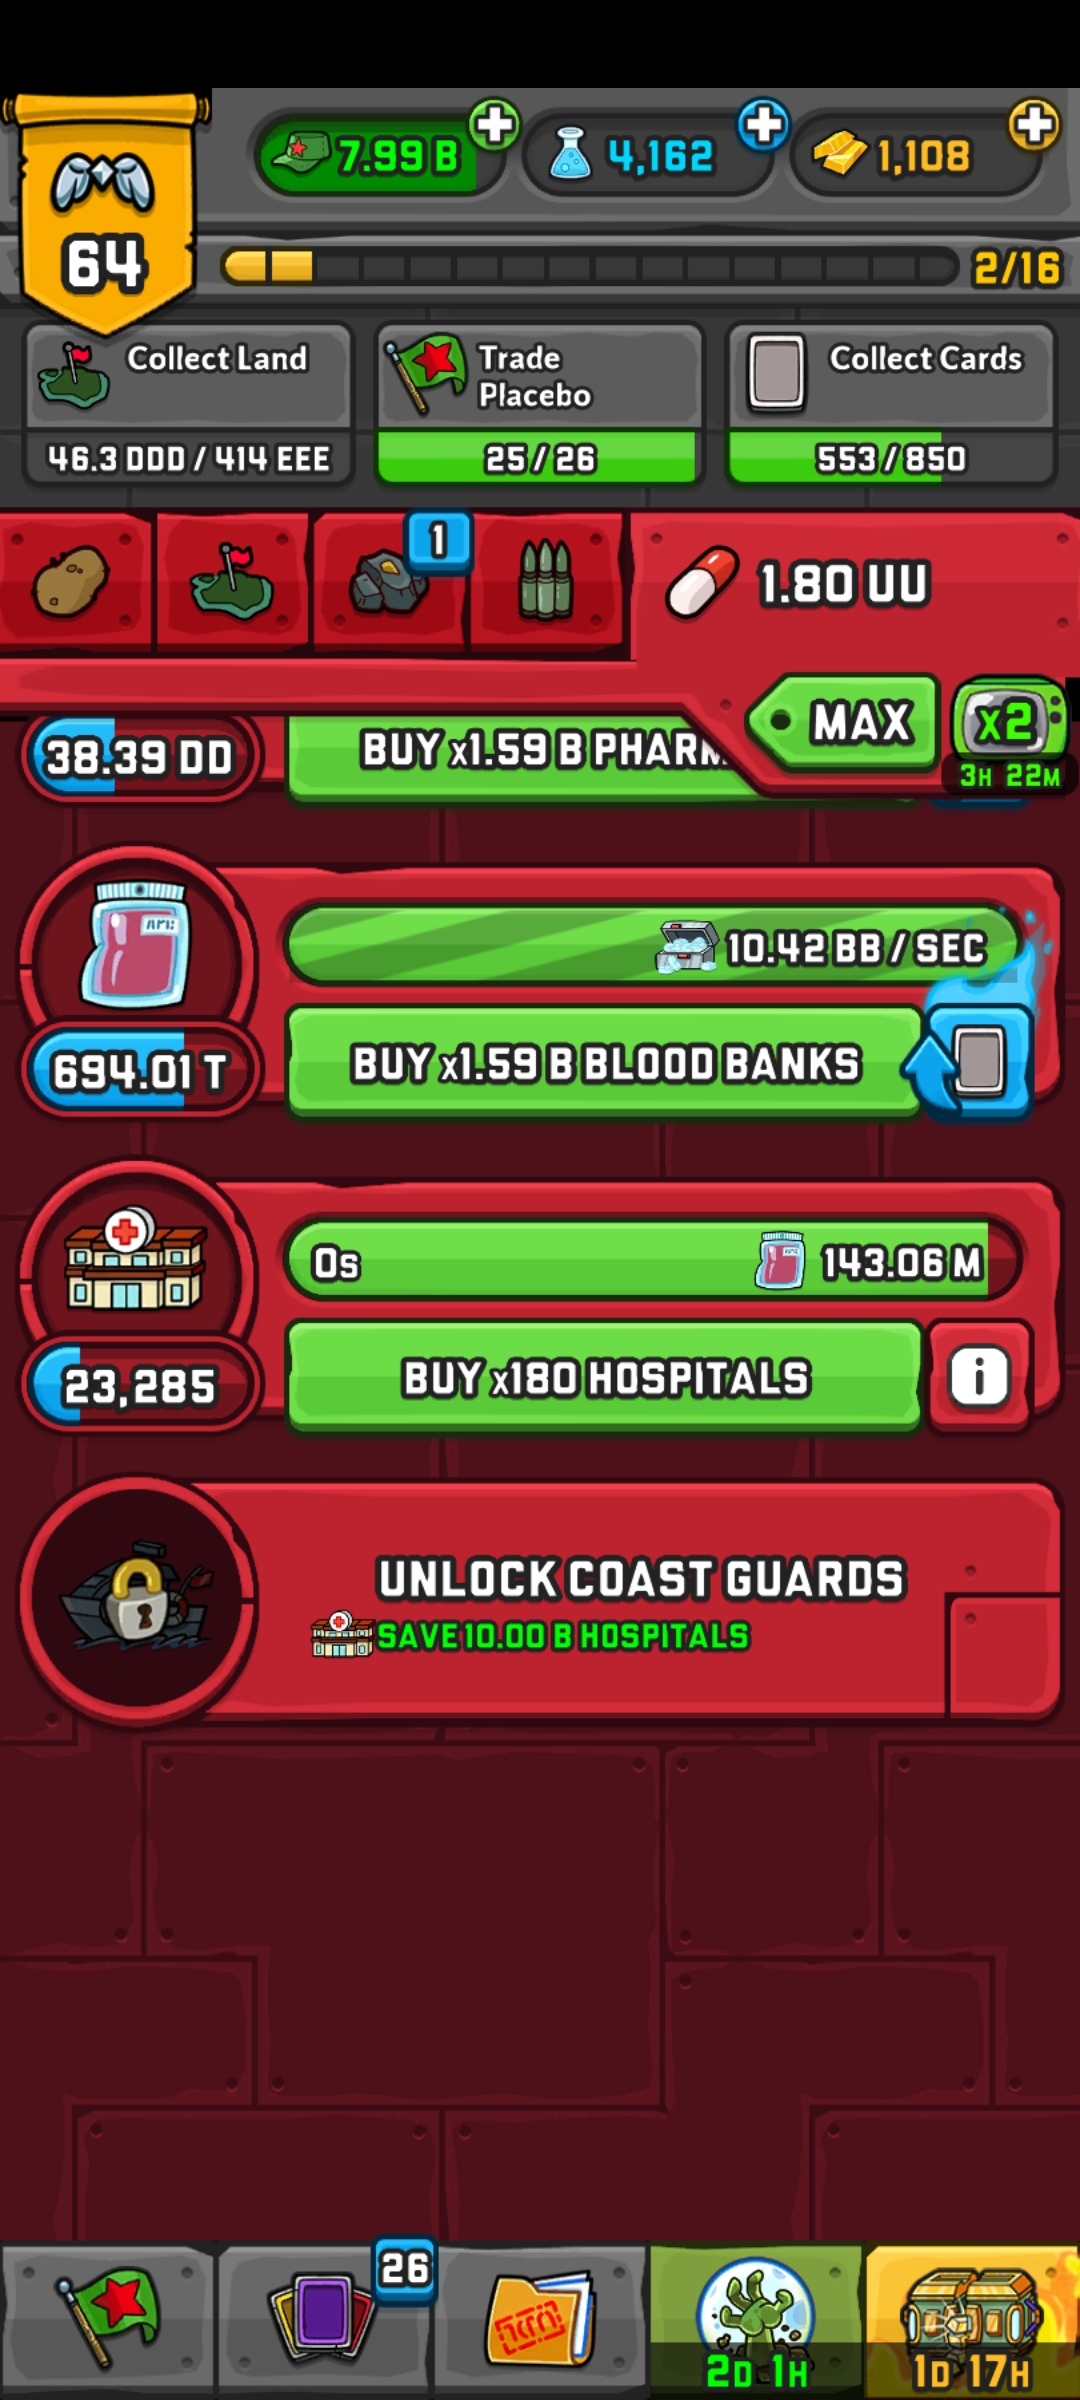 7.99 B
4,162
1,108
64
2/16
Collect Land
46.3 DDD / 414 EEE
Trade
Placebo
25 / 26
Collect Cards
553 / 850
1
1.80 UU
MAX
x2
3H 22M
38.39 DD
BUY x1.59 B PHARM
10.42 BB / SEC
694.01 T
BUY x1.59 B BLOOD BANKS
0s
143.06 M
23,285
BUY x180 HOSPITALS
i
UNLOCK COAST GUARDS
SAVE 10.00 B HOSPITALS
26
2D 1H
1D 17H